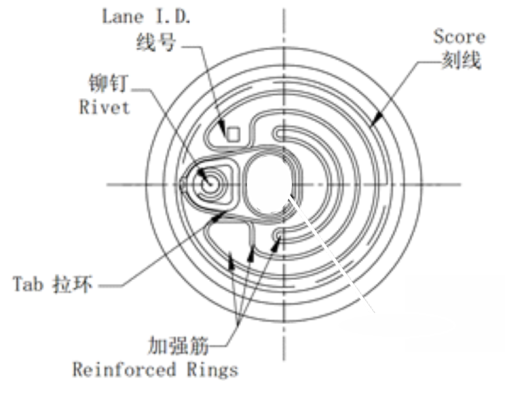 Lane I.D.
线号
Score
刻线
铆钉
Rivet
Tab 拉环
加强筋
Reinforced Rings